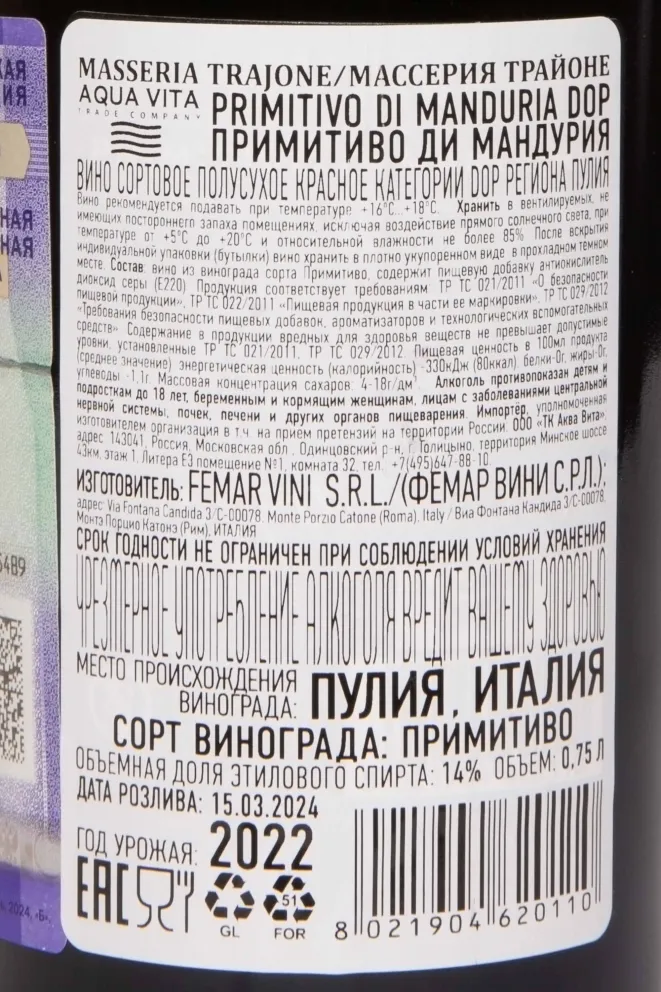 MASSERIA TRAJONE/МАССЕРИЯ ТРАЙОНЕ
AQUA VITA
TRADE COMPANY
PRIMITIVO DI MANDURIA DOP
ПРИМИТИВО ДИ МАНДУРИЯ
ВИНО СОРТОВОЕ ПОЛУСУХОЕ КРАСНОЕ КАТЕГОРИИ DOP РЕГИОНА ПУЛИЯ
Вино рекомендуется подавать при температуре +16°С...+18°С. Хранить в вентилируемых, не
имеющих постороннего запаха помещениях, исключая воздействие прямого солнечного света, при
температуре от +5°С до +20°С и относительной влажности не более 85%. После вскрытия
индивидуальной упаковки (бутылки) вино хранить в плотно укупоренном виде в прохладном темном
месте. Состав: вино из винограда сорта Примитиво, содержит пищевую добавку антиокислитель
диоксид серы (Е220). Продукция соответствует требованиям: ТР ТС 021/2011 «О безопасности
пищевой продукции», ТР ТС 022/2011 «Пищевая продукция в части ее маркировки», ТР ТС 029/2012
«Требования безопасности пищевых добавок, ароматизаторов и технологических вспомогательных
средств» Содержание в продукции вредных для здоровья веществ не превышает допустимые
уровни, установленные ТР ТС 021/2011, ТР ТС 029/2012. Пищевая ценность в 100мл продукта
(среднее значение) энергетическая ценность (калорийность) -330кДж (80ккал) белки-0г, жиры-0г,
углеводы -1,1г. Массовая концентрация сахаров: 4-18г/дм³. Алкоголь противопоказан детям и
подросткам до 18 лет, беременным и кормящим женщинам, лицам с заболеваниями центральной
нервной системы, почек, печени и других органов пищеварения. Импортер, уполномоченная
изготовителем организация в т.ч. на прием претензий на территории России: ООО «ТК Аква Вита»,
адрес: 143041, Россия, Московская обл., Одинцовский р-н, г. Голицыно, территория Минское шоссе
43км, этаж 1, Литера Е3 помещение №1, комната 32, тел. +7(495)647-88-10
ИЗГОТОВИТЕЛЬ: FEMAR VINI S.R.L./(ФЕМАР ВИНИ С.Р.Л.);
адрес: Via Fontana Candida 3/C-00078, Monte Porzio Catone (Roma), Italy / Виа Фонтана Кандида 3/С-00078,
Монтэ Порцио Катонэ (Рим), ИТАЛИЯ
СРОК ГОДНОСТИ НЕ ОГРАНИЧЕН ПРИ СОБЛЮДЕНИИ УСЛОВИЙ ХРАНЕНИЯ
ЧРЕЗМЕРНОЕ УПОТРЕБЛЕНИЕ АЛКОГОЛЯ ВРЕДИТ ВАШЕМУ ЗДОРОВЬЮ
МЕСТО ПРОИСХОЖДЕНИЯ
ВИНОГРАДА: ПУЛИЯ, ИТАЛИЯ
СОРТ ВИНОГРАДА: ПРИМИТИВО
ОБЪЕМНАЯ ДОЛЯ ЭТИЛОВОГО СПИРТА: 14% ОБЪЕМ: 0,75 Л
ДАТА РОЗЛИВА: 15.03.2024
ГОД УРОЖАЯ: 2022
EAC
GL
51
FOR
8 021904 620110